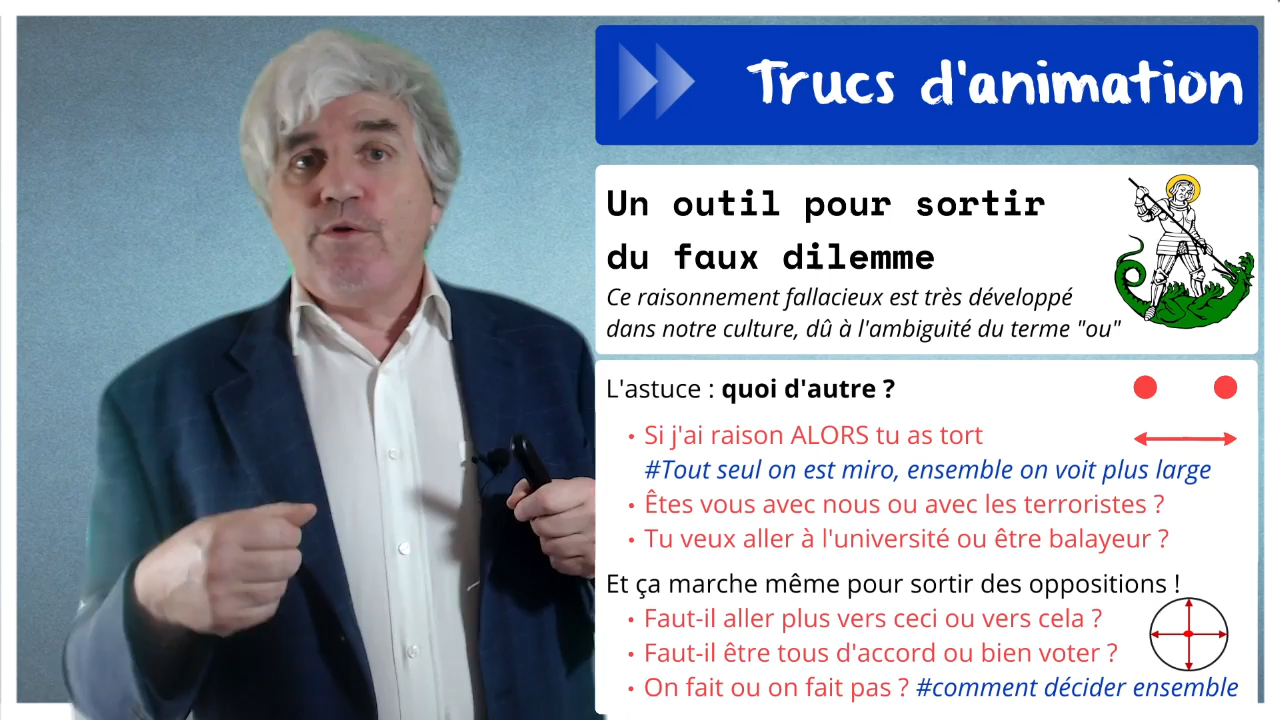 Trucs d'animation
Un outil pour sortir
du faux dilemme
Ce raisonnement fallacieux est très développé
dans notre culture, dû à l'ambiguité du terme "ou"
L'astuce : quoi d'autre ?
• Si j'ai raison ALORS tu as tort
#Tout seul on est miro, ensemble on voit plus large
• Êtes vous avec nous ou avec les terroristes ?
• Tu veux aller à l'université ou être balayeur ?
Et ça marche même pour sortir des oppositions !
• Faut-il aller plus vers ceci ou vers cela ?
• Faut-il être tous d'accord ou bien voter ?
• On fait ou on fait pas ? #comment décider ensemble